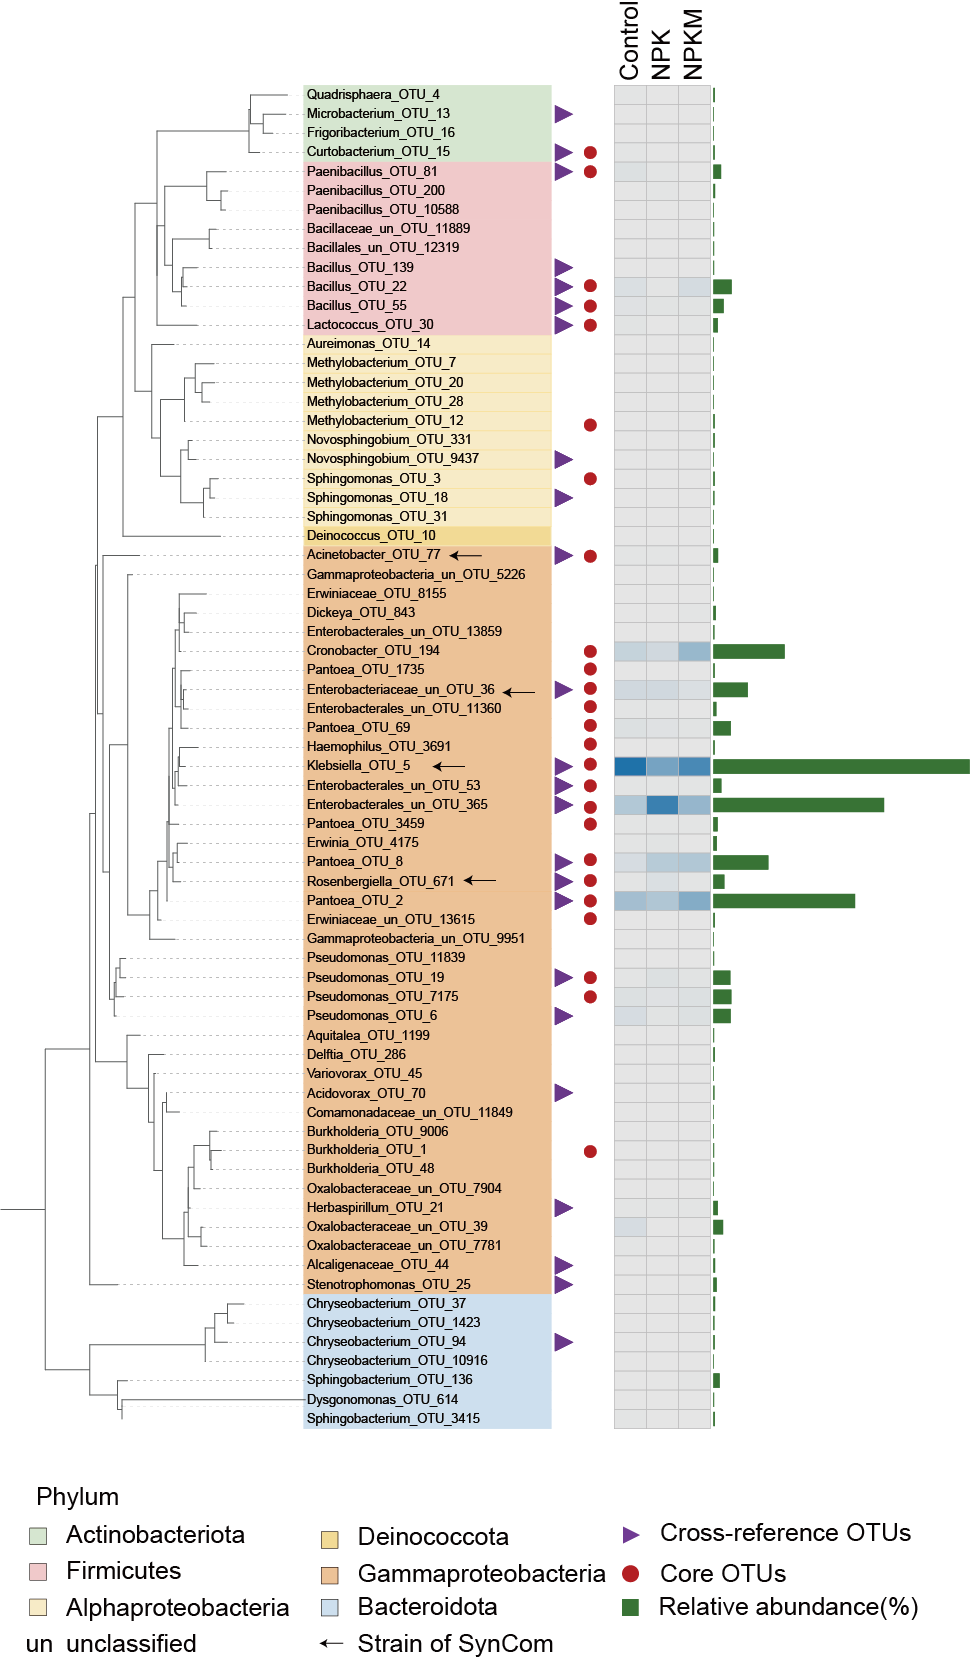 Control
NPK
NPKM
Quadrisphaera_OTU_4
Microbacterium_OTU_13
Frigoribacterium_OTU_16
Curtobacterium_OTU_15
Paenibacillus_OTU_81
Paenibacillus_OTU_200
Paenibacillus_OTU_10588
Bacillaceae_un_OTU_11889
Bacillales_un_OTU_12319
Bacillus_OTU_139
Bacillus_OTU_22
Bacillus_OTU_55
Lactococcus_OTU_30
Aureimonas_OTU_14
Methylobacterium_OTU_7
Methylobacterium_OTU_20
Methylobacterium_OTU_28
Methylobacterium_OTU_12
Novosphingobium_OTU_331
Novosphingobium_OTU_9437
Sphingomonas_OTU_3
Sphingomonas_OTU_18
Sphingomonas_OTU_31
Deinococcus_OTU_10
Acinetobacter_OTU_77
Gammaproteobacteria_un_OTU_5226
Erwiniaceae_OTU_8155
Dickeya_OTU_843
Enterobacterales_un_OTU_13859
Cronobacter_OTU_194
Pantoea_OTU_1735
Enterobacteriaceae_un_OTU_36
Enterobacterales_un_OTU_11360
Pantoea_OTU_69
Haemophilus_OTU_3691
Klebsiella_OTU_5
Enterobacterales_un_OTU_53
Enterobacterales_un_OTU_365
Pantoea_OTU_3459
Erwinia_OTU_4175
Pantoea_OTU_8
Rosenbergiella_OTU_671
Pantoea_OTU_2
Erwiniaceae_un_OTU_13615
Gammaproteobacteria_un_OTU_9951
Pseudomonas_OTU_11839
Pseudomonas_OTU_19
Pseudomonas_OTU_7175
Pseudomonas_OTU_6
Aquitalea_OTU_1199
Delftia_OTU_286
Variovorax_OTU_45
Acidovorax_OTU_70
Comamonadaceae_un_OTU_11849
Burkholderia_OTU_9006
Burkholderia_OTU_1
Burkholderia_OTU_48
Oxalobacteraceae_un_OTU_7904
Herbaspirillum_OTU_21
Oxalobacteraceae_un_OTU_39
Oxalobacteraceae_un_OTU_7781
Alcaligenaceae_OTU_44
Stenotrophomonas_OTU_25
Chryseobacterium_OTU_37
Chryseobacterium_OTU_1423
Chryseobacterium_OTU_94
Chryseobacterium_OTU_10916
Sphingobacterium_OTU_136
Dysgonomonas_OTU_614
Sphingobacterium_OTU_3415
Phylum
Actinobacteriota
Firmicutes
Alphaproteobacteria
un unclassified
Deinococcota
Gammaproteobacteria
Bacteroidota
Strain of SynCom
Cross-reference OTUs
Core OTUs
Relative abundance(%)